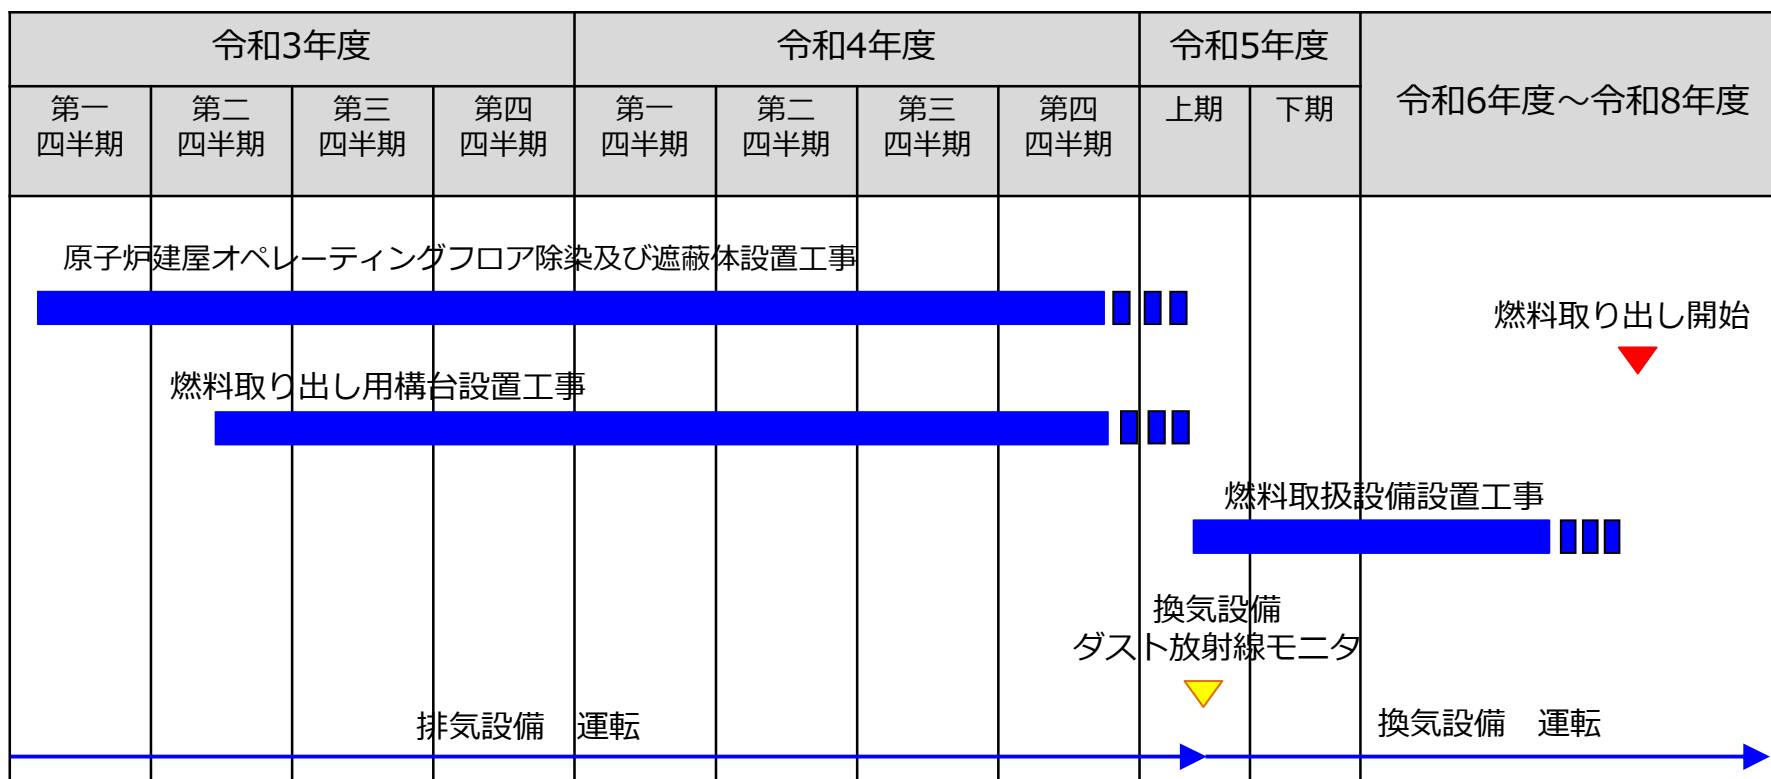 令和3年度
令和4年度
令和5年度
令和6年度～令和8年度
第一
四半期
第二
四半期
第三
四半期
第四
四半期
第一
四半期
第二
四半期
第三
四半期
第四
四半期
上期
下期
原子炉建屋オペレーティングフロア除染及び遮蔽体設置工事
燃料取り出し開始
燃料取り出し用構台設置工事
燃料取扱設備設置工事
換気設備
ダスト放射線モニタ
排気設備　運転
換気設備　運転